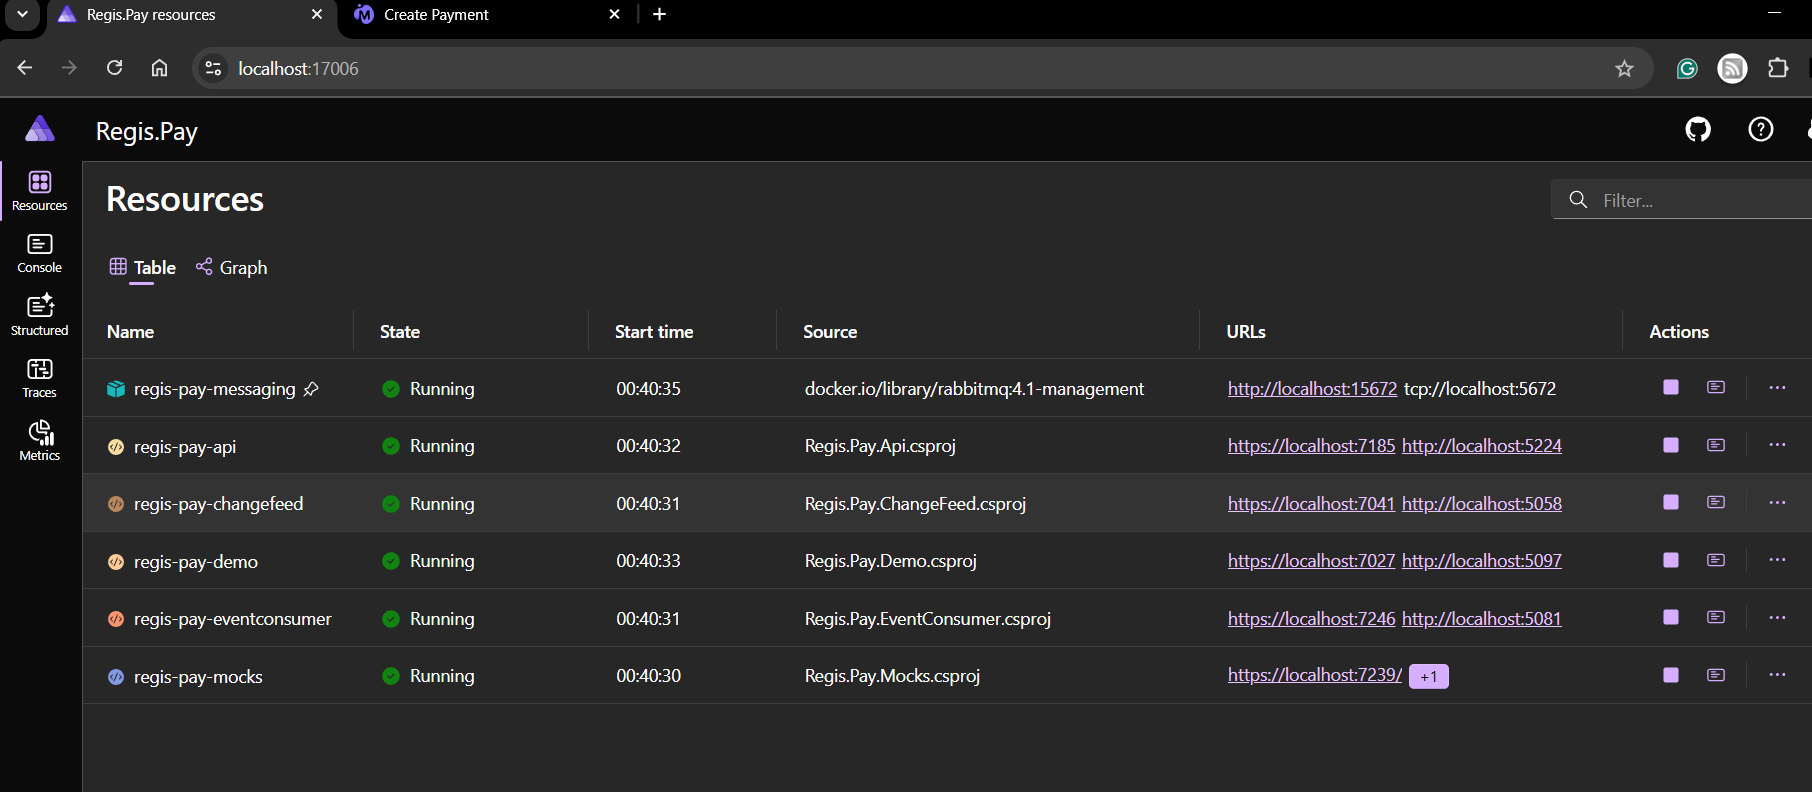 Regis.Pay resources
Create Payment
localhost:17006
Regis.Pay
Resources
Console
Structured
Traces
Metrics
Resources
Filter...
Table Graph
Name State Start time Source URLs Actions
regis-pay-messaging Running 00:40:35 docker.io/library/rabbitmq:4.1-management http://localhost:15672 tcp://localhost:5672
regis-pay-api Running 00:40:32 Regis.Pay.Api.csproj https://localhost:7185 http://localhost:5224
regis-pay-changefeed Running 00:40:31 Regis.Pay.ChangeFeed.csproj https://localhost:7041 http://localhost:5058
regis-pay-demo Running 00:40:33 Regis.Pay.Demo.csproj https://localhost:7027 http://localhost:5097
regis-pay-eventconsumer Running 00:40:31 Regis.Pay.EventConsumer.csproj https://localhost:7246 http://localhost:5081
regis-pay-mocks Running 00:40:30 Regis.Pay.Mocks.csproj https://localhost:7239/ +1